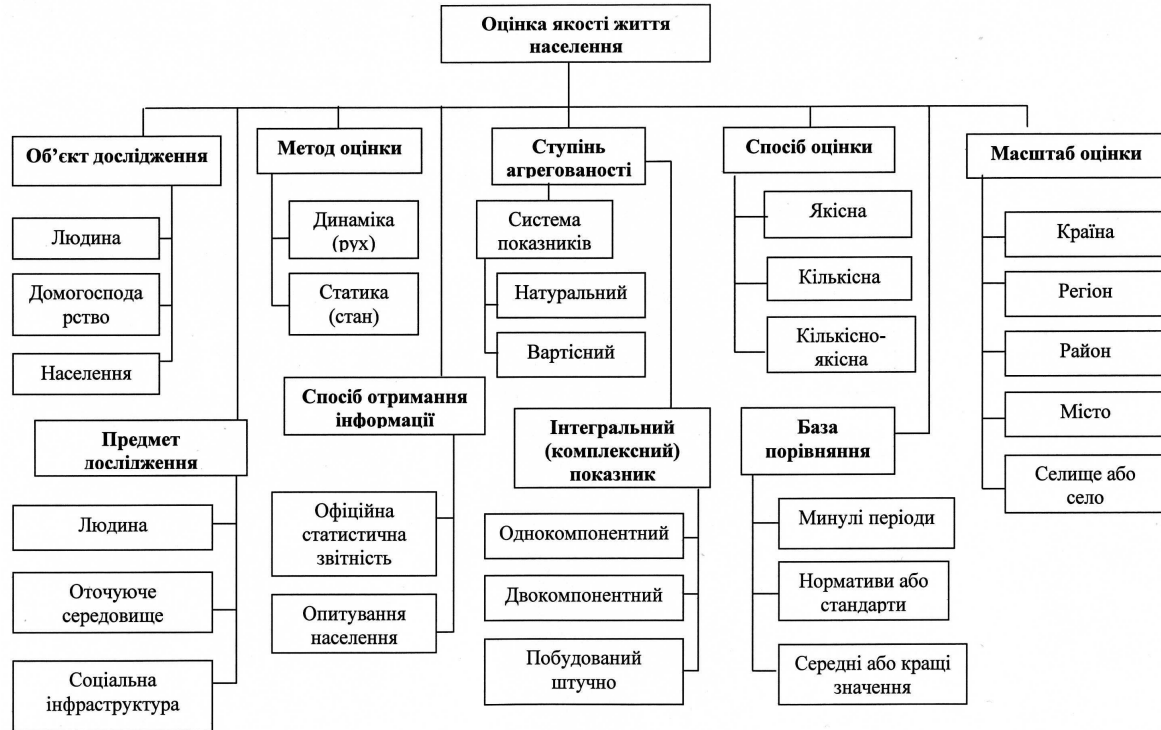 Оцінка якості життя
населення
Об’єкт дослідження
Людина
Домогоспода
рство
Населення
Предмет
дослідження
Людина
Оточуюче
середовище
Соціальна
інфраструктура
Метод оцінки
Динаміка
(рух)
Статика
(стан)
Спосіб отримання
інформації
Офіційна
статистична
звітність
Опитування
населення
Ступінь
агрегованості
Система
показників
Натуральний
Вартісний
Інтегральний
(комплексний)
показник
Однокомпонентний
Двокомпонентний
Побудований
штучно
Спосіб оцінки
Якісна
Кількісна
Кількісно-
якісна
База
порівняння
Минулі періоди
Нормативи або
стандарти
Середні або кращі
значення
Масштаб оцінки
Країна
Регіон
Район
Місто
Селище або
село